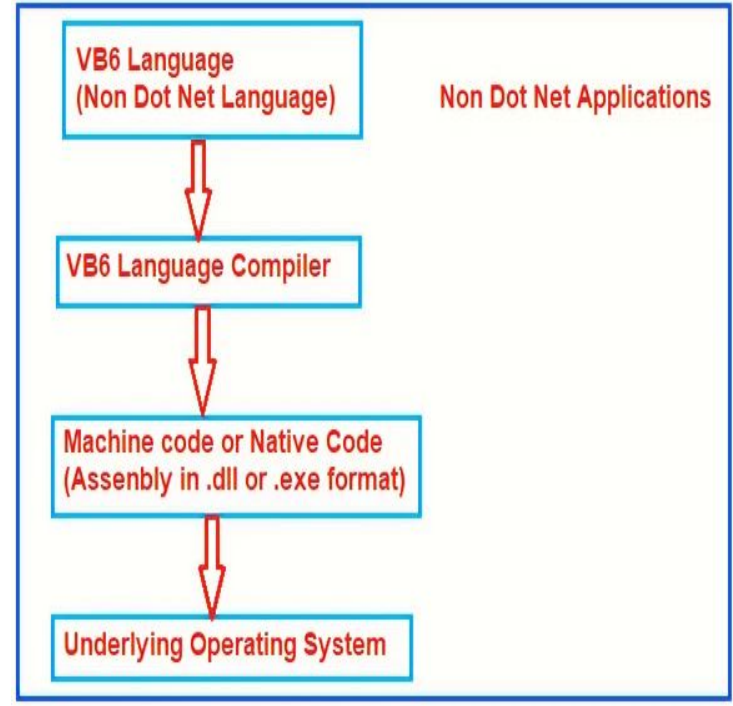 VB6 Language
(Non Dot Net Language)
Non Dot Net Applications
VB6 Language Compiler
Machine code or Native Code
(Assenbly in .dll or .exe format)
Underlying Operating System